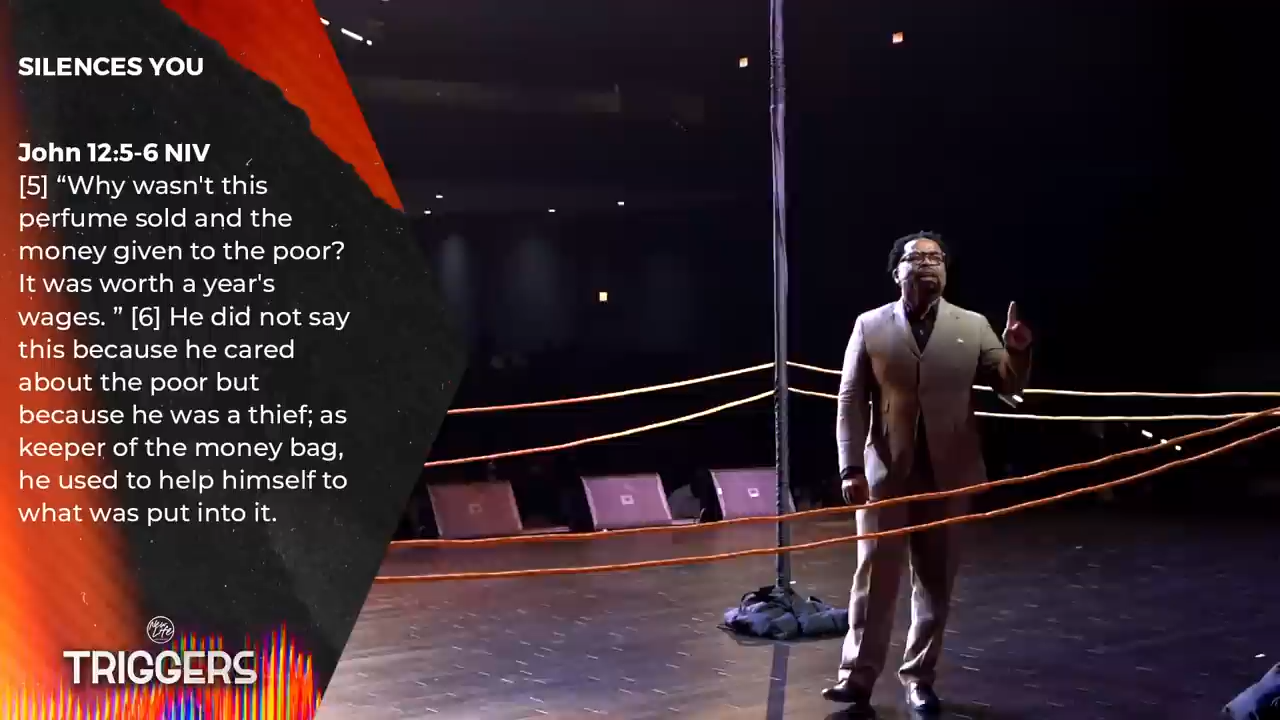 SILENCES YOU
John 12:5-6 NIV
[5] “Why wasn't this
perfume sold and the
money given to the poor?
It was worth a year's
wages. ” [6] He did not say
this because he cared
about the poor but
because he was a thief; as
keeper of the money bag,
he used to help himself to
what was put into it.
New
Life
TRIGGERS